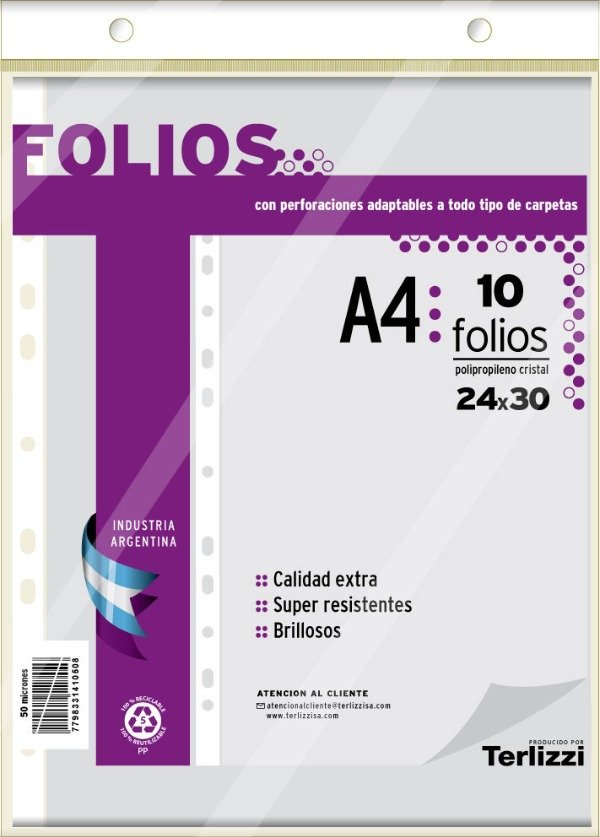 FOLIOS
con perforaciones adaptables a todo tipo de carpetas
A4
10
folios
polipropileno cristal
24x30
INDUSTRIA
ARGENTINA
Calidad extra
Super resistentes
Brillosos
50 micrones
7798331410508
100 % RECICLABLE
5
100 % REUTILIZABLE
PP
ATENCION AL CLIENTE
atencionalcliente@terlizzisa.com
www.terlizzisa.com
PRODUCIDO POR
Terlizzi